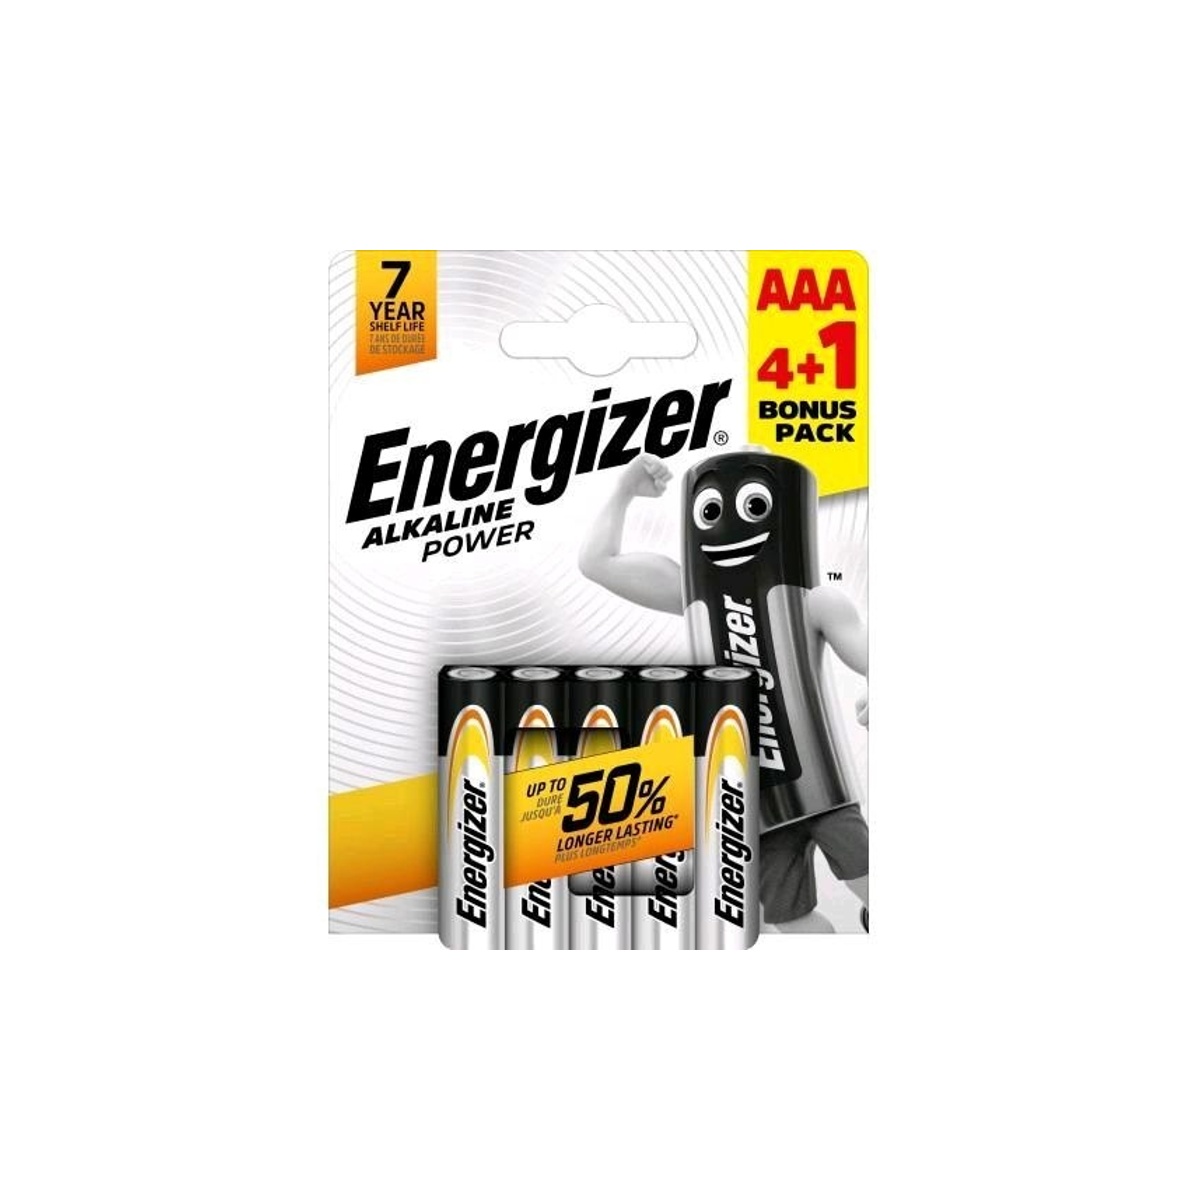 7
YEAR
SHELF LIFE
7 ANS DE DURÉE
DE STOCKAGE
AAA
4+1
BONUS
PACK
Energizer®
ALKALINE
POWER
™
Energizer®
UP TO
DURE
JUSQU'A
50%
LONGER LASTING*
PLUS LONGTEMPS*
Energizer®
Energizer®